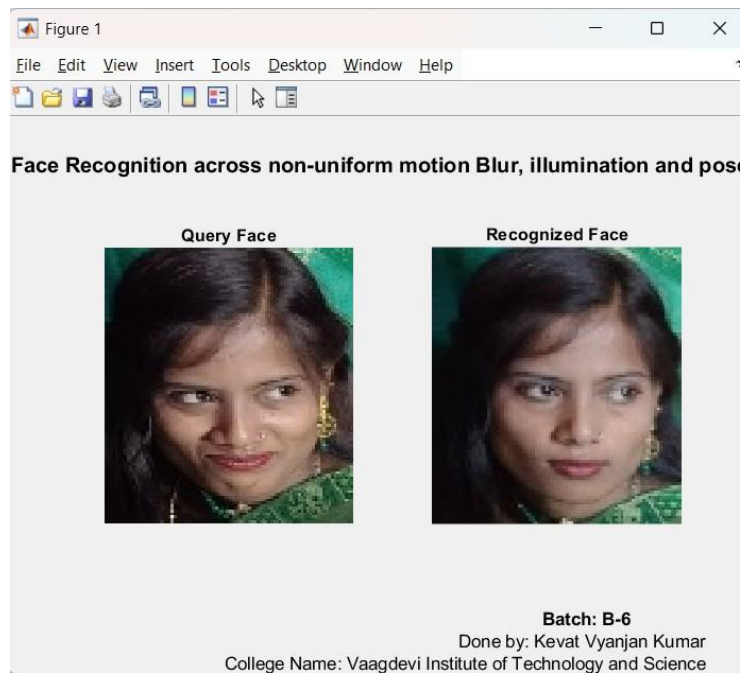 Figure 1
File Edit View Insert Tools Desktop Window Help
Face Recognition across non-uniform motion Blur, illumination and pose
Query Face
Recognized Face
Batch: B-6
Done by: Kevat Vyanjan Kumar
College Name: Vaagdevi Institute of Technology and Science